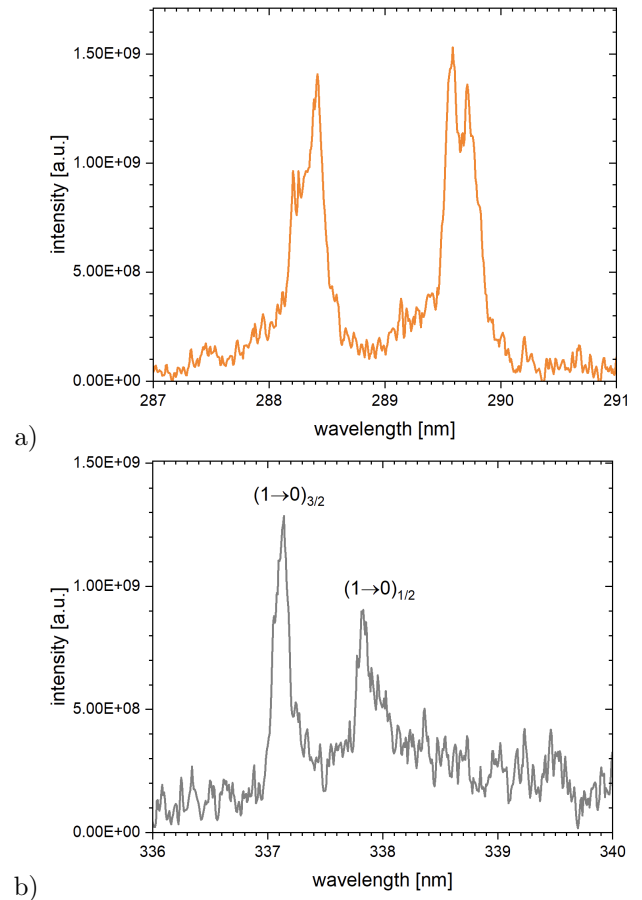 1.50E+09
1.00E+09
5.00E+08
0.00E+00
intensity [a.u.]
287 288 289 290 291
wavelength [nm]
a)
1.50E+09
1.00E+09
5.00E+08
0.00E+00
intensity [a.u.]
(1→0)3/2
(1→0)1/2
336 337 338 339 340
wavelength [nm]
b)